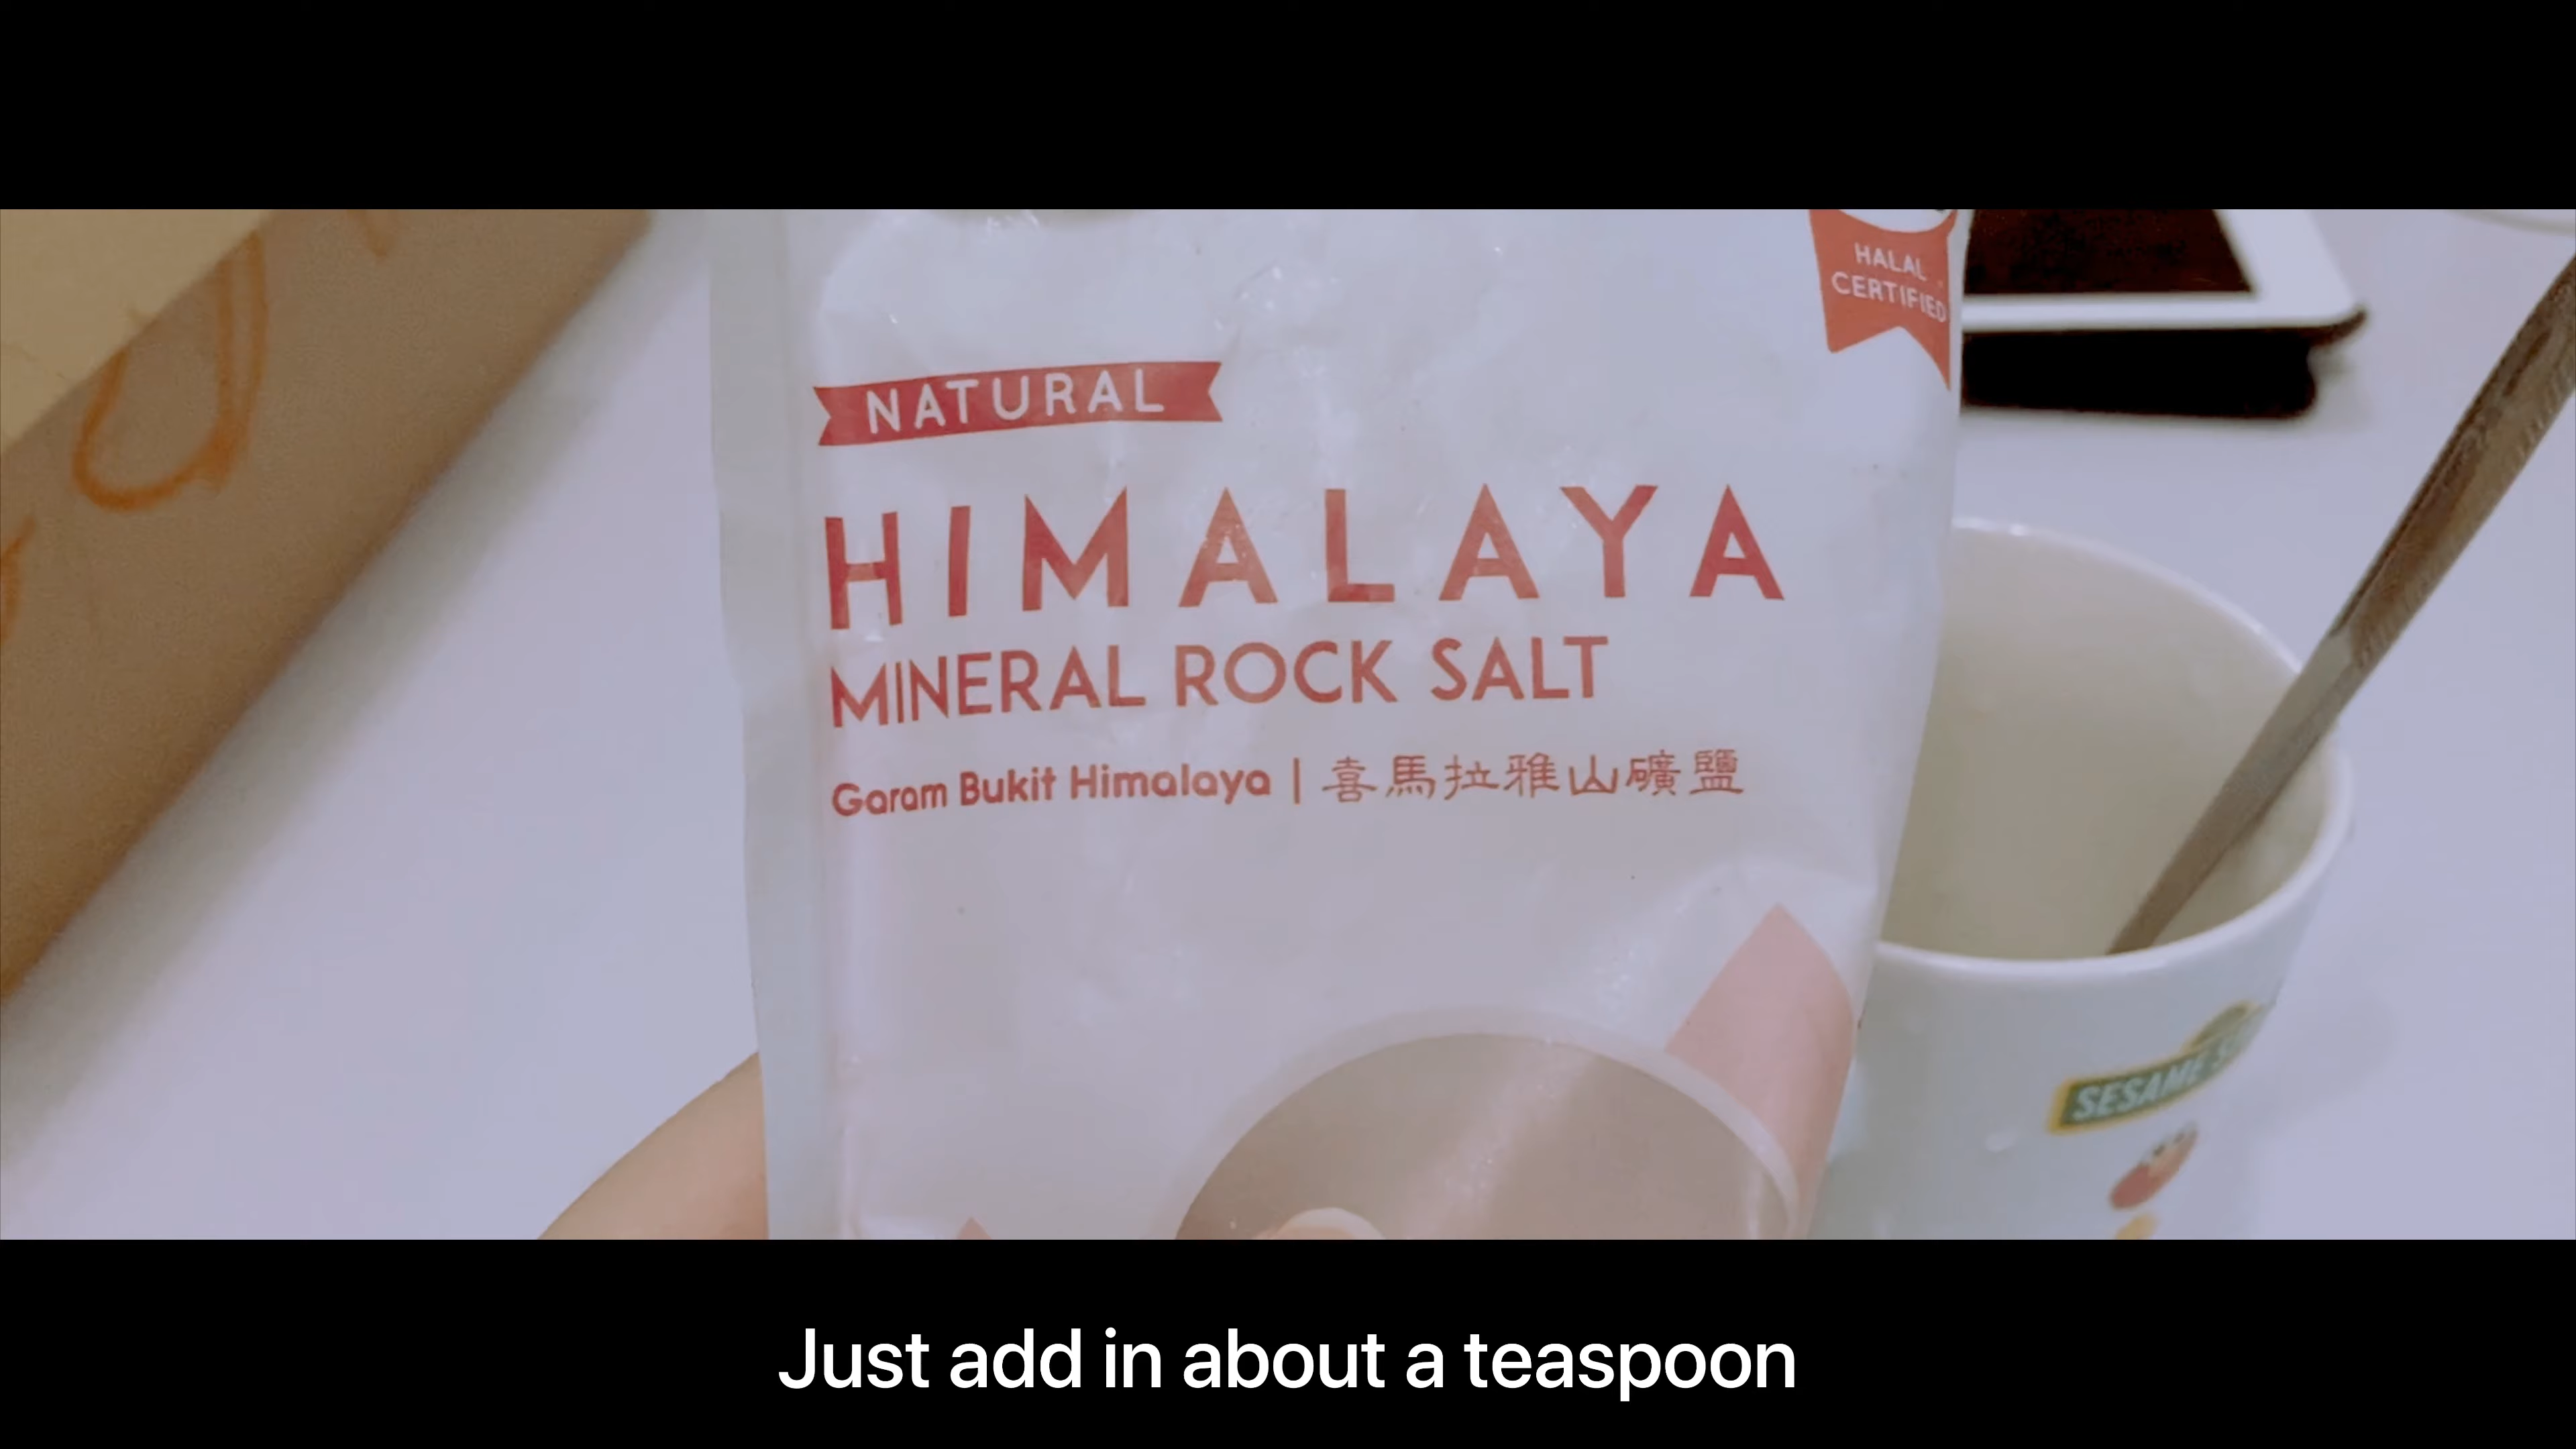 HALAL
CERTIFIED
NATURAL
HIMALAYA
MINERAL ROCK SALT
Garam Bukit Himalaya | 喜馬拉雅山礦鹽
SESAME
Just add in about a teaspoon